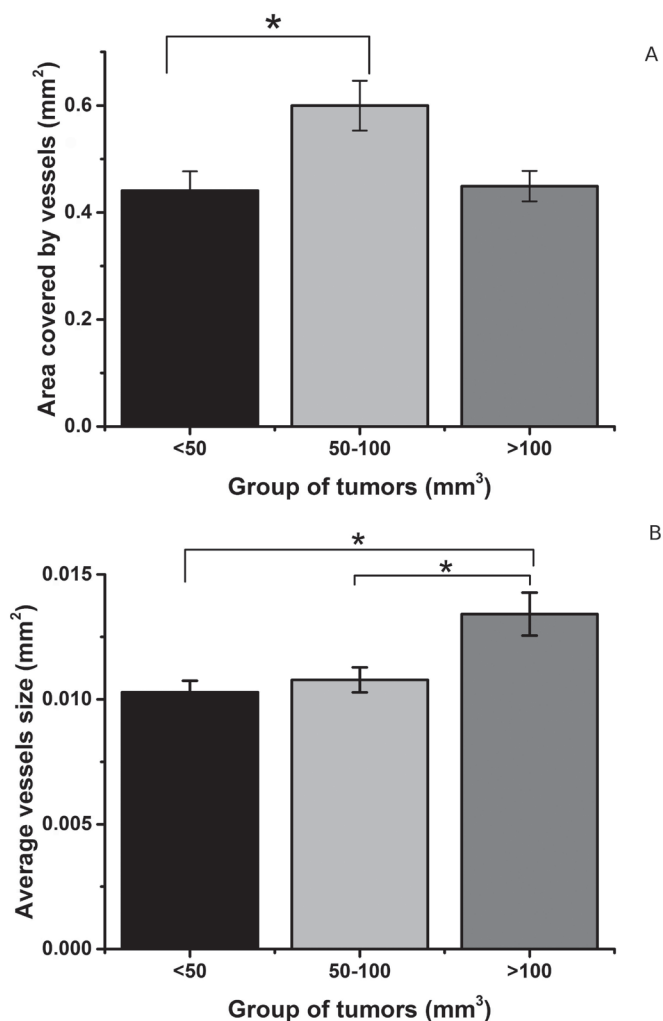 *
A
Area covered by vessels (mm²)
0.6
0.4
0.2
0.0
<50 50-100 >100
Group of tumors (mm³)
B
*
*
Average vessels size (mm²)
0.015
0.010
0.005
0.000
<50 50-100 >100
Group of tumors (mm³)